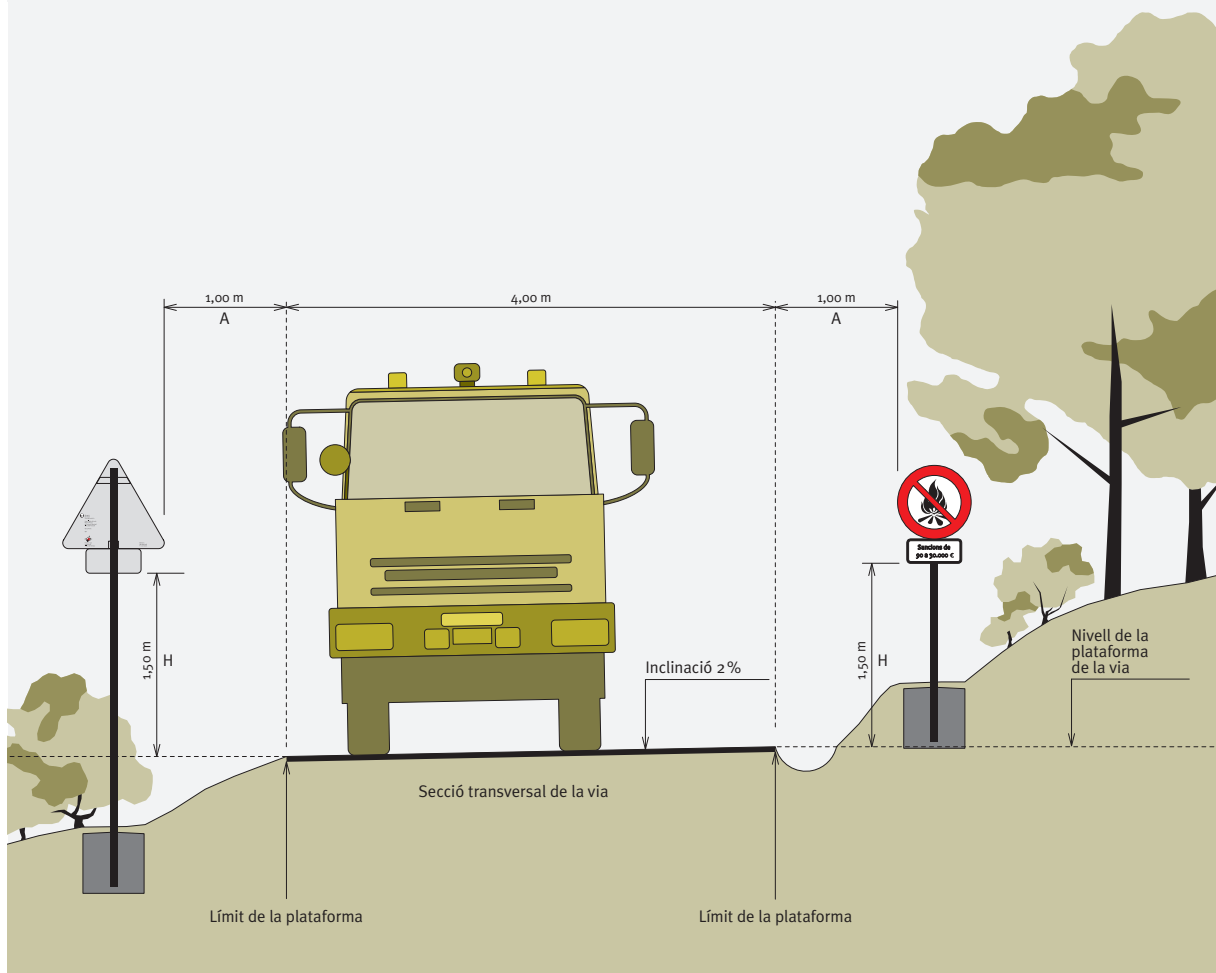 1,00 m
4,00 m
1,00 m
A
A
Sancions de
90 a 90.000 €
1,50 m
H
1,50 m
H
Inclinació 2%
Nivell de la
plataforma
de la via
Secció transversal de la via
Límit de la plataforma
Límit de la plataforma